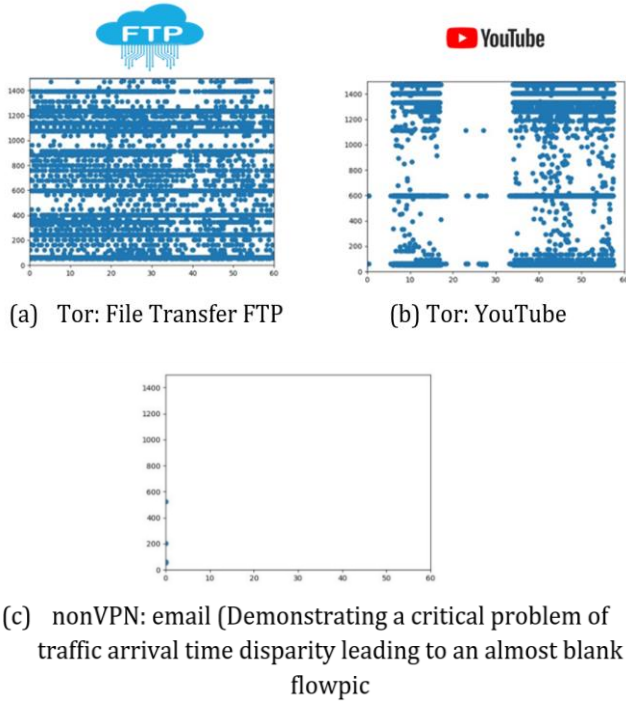 FTP
YouTube
1400
1200
1000
800
600
400
200
0
0 10 20 30 40 50 60
1400
1200
1000
800
600
400
200
0
0 10 20 30 40 50 60
(a) Tor: File Transfer FTP
(b) Tor: YouTube
1400
1200
1000
800
600
400
200
0
0 10 20 30 40 50 60
(c) nonVPN: email (Demonstrating a critical problem of
traffic arrival time disparity leading to an almost blank
flowpic